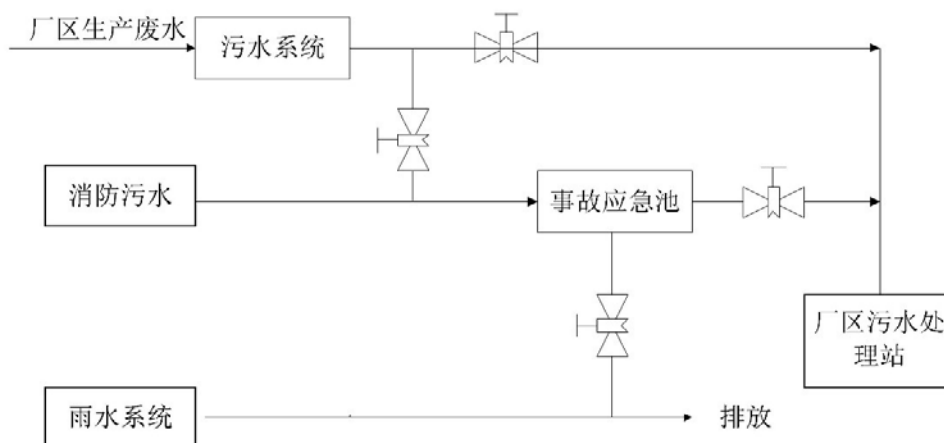 厂区生产废水
污水系统
消防污水
事故应急池
厂区污水处
理站
雨水系统
排放